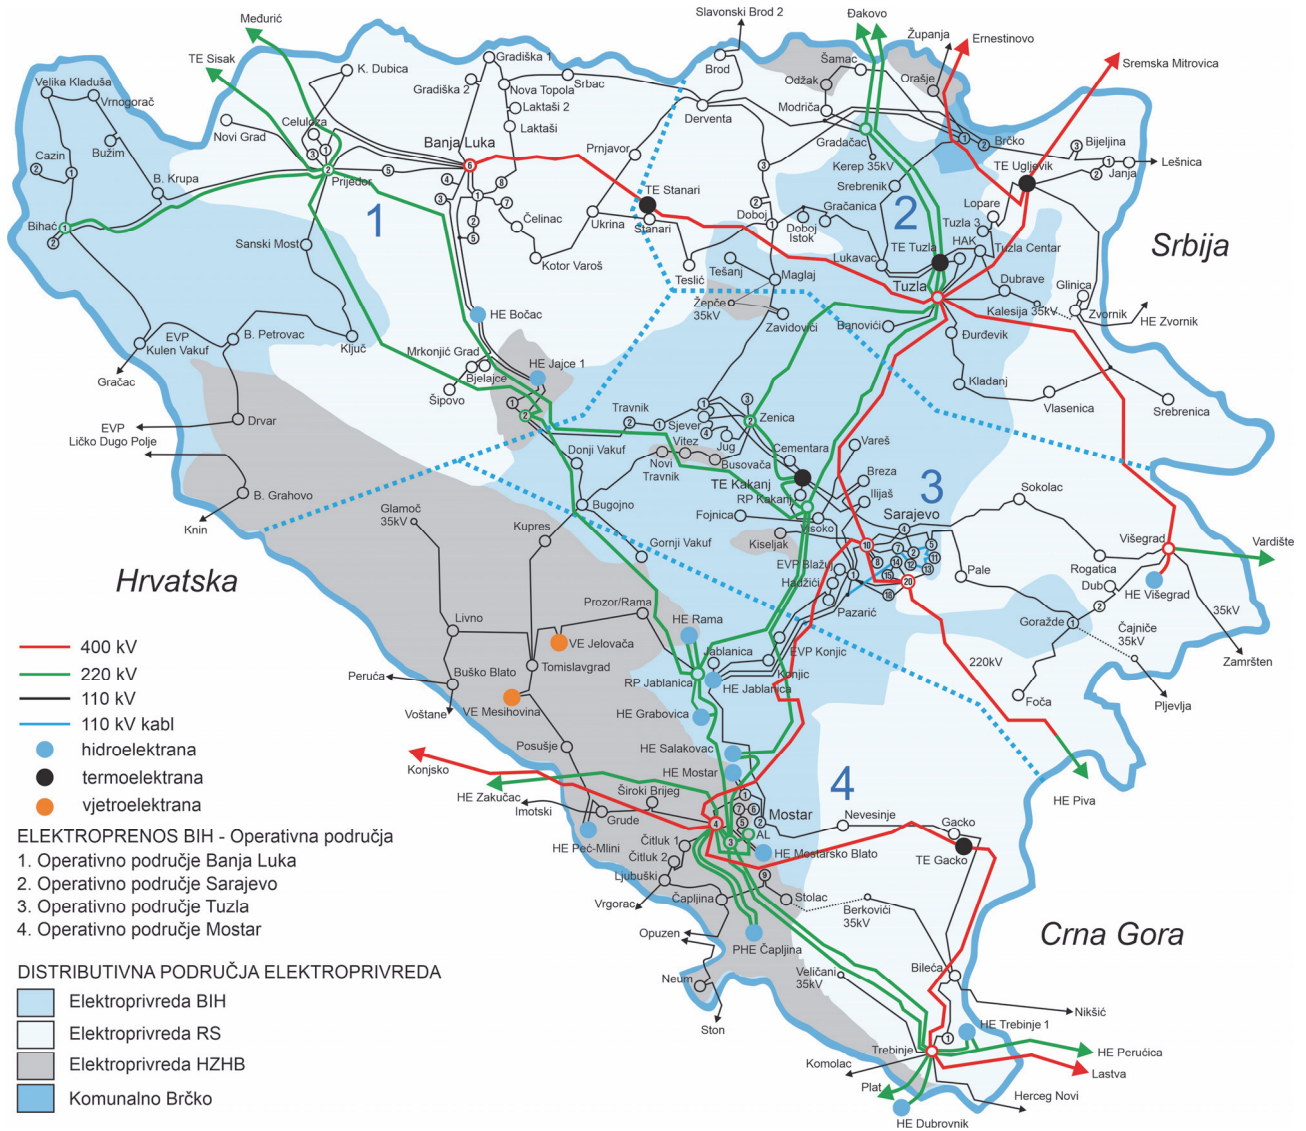 Međurić
TE Sisak
Slavonski Brod 2
Đakovo
Županja
Ernestinovo
Sremska Mitrovica
Velika Kladuša
Vrnogorač
K. Dubica
Gradiška 1
Gradiška 2
Nova Topola
Srbac
Brod
Šamac
Odžak
Orašje
Modriča
Laktaši 2
Laktaši
Derventa
Novi Grad
Celuloza
Banja Luka
Bužim
Cazin
Prnjavor
Gradačac
Brčko
Bijeljina
Lešnica
Janja
Kerep 35kV
TE Ugljevik
B. Krupa
Prijedor
TE Stanari
Srebrenik
Lopare
Bihać
1
Čelinac
Ukrina
Stanari
Doboj
Gračanica
2
Doboj
Istok
Tuzla 3
HAK
TE Tuzla
Tuzla Centar
Srbija
Sanski Most
Kotor Varoš
Teslić
Tešanj
Maglaj
Lukavac
Tuzla
Dubrave
Glinica
Žepče
35kV
Kalesija 35kV
Zvornik
HE Zvornik
HE Bočac
Zavidovići
Banovići
Đurđevik
EVP
Kulen Vakuf
B. Petrovac
Ključ
Mrkonjić Grad
HE Jajce 1
Gračac
Bjelajce
Šipovo
Kladanj
Vlasenica
Srebrenica
Drvar
EVP
Ličko Dugo Polje
Travnik
Sjever
Zenica
Vitez
Jug
Cementara
Vareš
Donji Vakuf
Novi
Travnik
Busovača
TE Kakanj
Breza
3
B. Grahovo
Knin
Glamoč
35kV
Bugojno
RP Kakanj
Ilijaš
Sokolac
Fojnica
Visoko
Sarajevo
Kupres
Gornji Vakuf
Kiseljak
Višegrad
Vardište
EVP Blažuj
Hadžići
Pale
Rogatica
Dub
HE Višegrad
Hrvatska
Prozor/Rama
Pazarić
Goražde
35kV
Čajniče
35kV
Livno
HE Rama
VE Jelovača
Jablanica
EVP Konjic
Zamršten
220kV
Tomislavgrad
Konjic
Buško Blato
Peruća
RP Jablanica
HE Jablanica
Foča
Pljevlja
Voštane
VE Mesihovina
HE Grabovica
Posušje
HE Salakovac
Konjsko
HE Mostar
HE Zakučac
4
HE Piva
Imotski
Široki Brijeg
Grude
Mostar
Nevesinje
Gacko
AL
HE Peć-Mlini
Čitluk 1
Čitluk 2
HE Mostarsko Blato
TE Gacko
Ljubuški
Vrgorac
Čapljina
Stolac
Berkovići
35kV
Opuzen
PHE Čapljina
Crna Gora
Veličani
35kV
Bileća
Neum
Ston
Nikšić
HE Trebinje 1
Trebinje
HE Perućica
Komolac
Lastva
Plat
Herceg Novi
HE Dubrovnik
400 kV
220 kV
110 kV
110 kV kabl
hidroelektrana
termoelektrana
vjetroelektrana
ELEKTROPRENOS BIH - Operativna područja
1. Operativno područje Banja Luka
2. Operativno područje Sarajevo
3. Operativno područje Tuzla
4. Operativno područje Mostar
DISTRIBUTIVNA PODRUČJA ELEKTROPRIVREDA
Elektroprivreda BIH
Elektroprivreda RS
Elektroprivreda HZHB
Komunalno Brčko